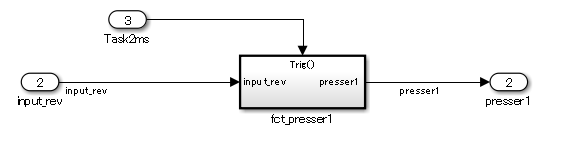 3
Task2ms
Trig()
2
input_rev
input_rev
input_rev
presser1
fct_presser1
presser1
2
presser1